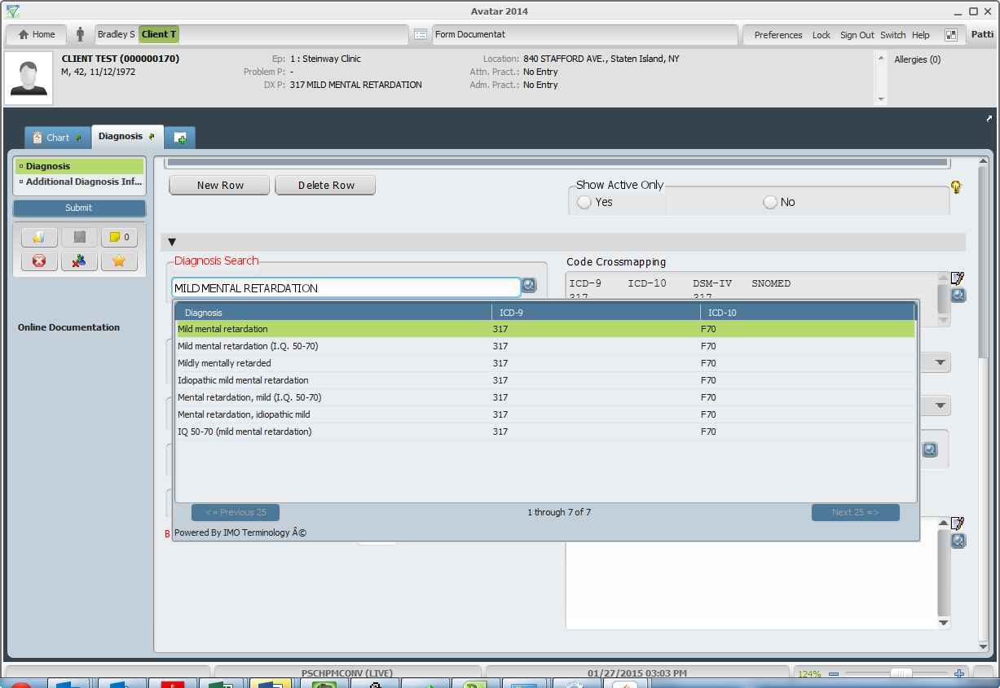 Avatar 2014
Home Bradley S Client T Form Documentat Preferences Lock Sign Out Switch Help Patti
CLIENT TEST (000000170) Ep: 1 : Steinway Clinic Location: 840 STAFFORD AVE., Staten Island, NY Allergies (0)
M, 42, 11/12/1972 Problem P: - Attn. Pract.: No Entry
DX P: 317 MILD MENTAL RETARDATION Adm. Pract.: No Entry
Chart Diagnosis
Diagnosis
Additional Diagnosis Inf...
Submit
0
Online Documentation
New Row Delete Row Show Active Only
Yes No
Diagnosis Search Code Crossmapping
MILD MENTAL RETARDATION ICD-9 ICD-10 DSM-IV SNOMED
317 317
Diagnosis ICD-9 ICD-10
Mild mental retardation 317 F70
Mild mental retardation (I.Q. 50-70) 317 F70
Mildly mentally retarded 317 F70
Idiopathic mild mental retardation 317 F70
Mental retardation, mild (I.Q. 50-70) 317 F70
Mental retardation, idiopathic mild 317 F70
IQ 50-70 (mild mental retardation) 317 F70
<= Previous 25 1 through 7 of 7 Next 25 =>
B Powered By IMO Terminology Â©
PSCHPMCONV (LIVE) 01/27/2015 03:03 PM 124%